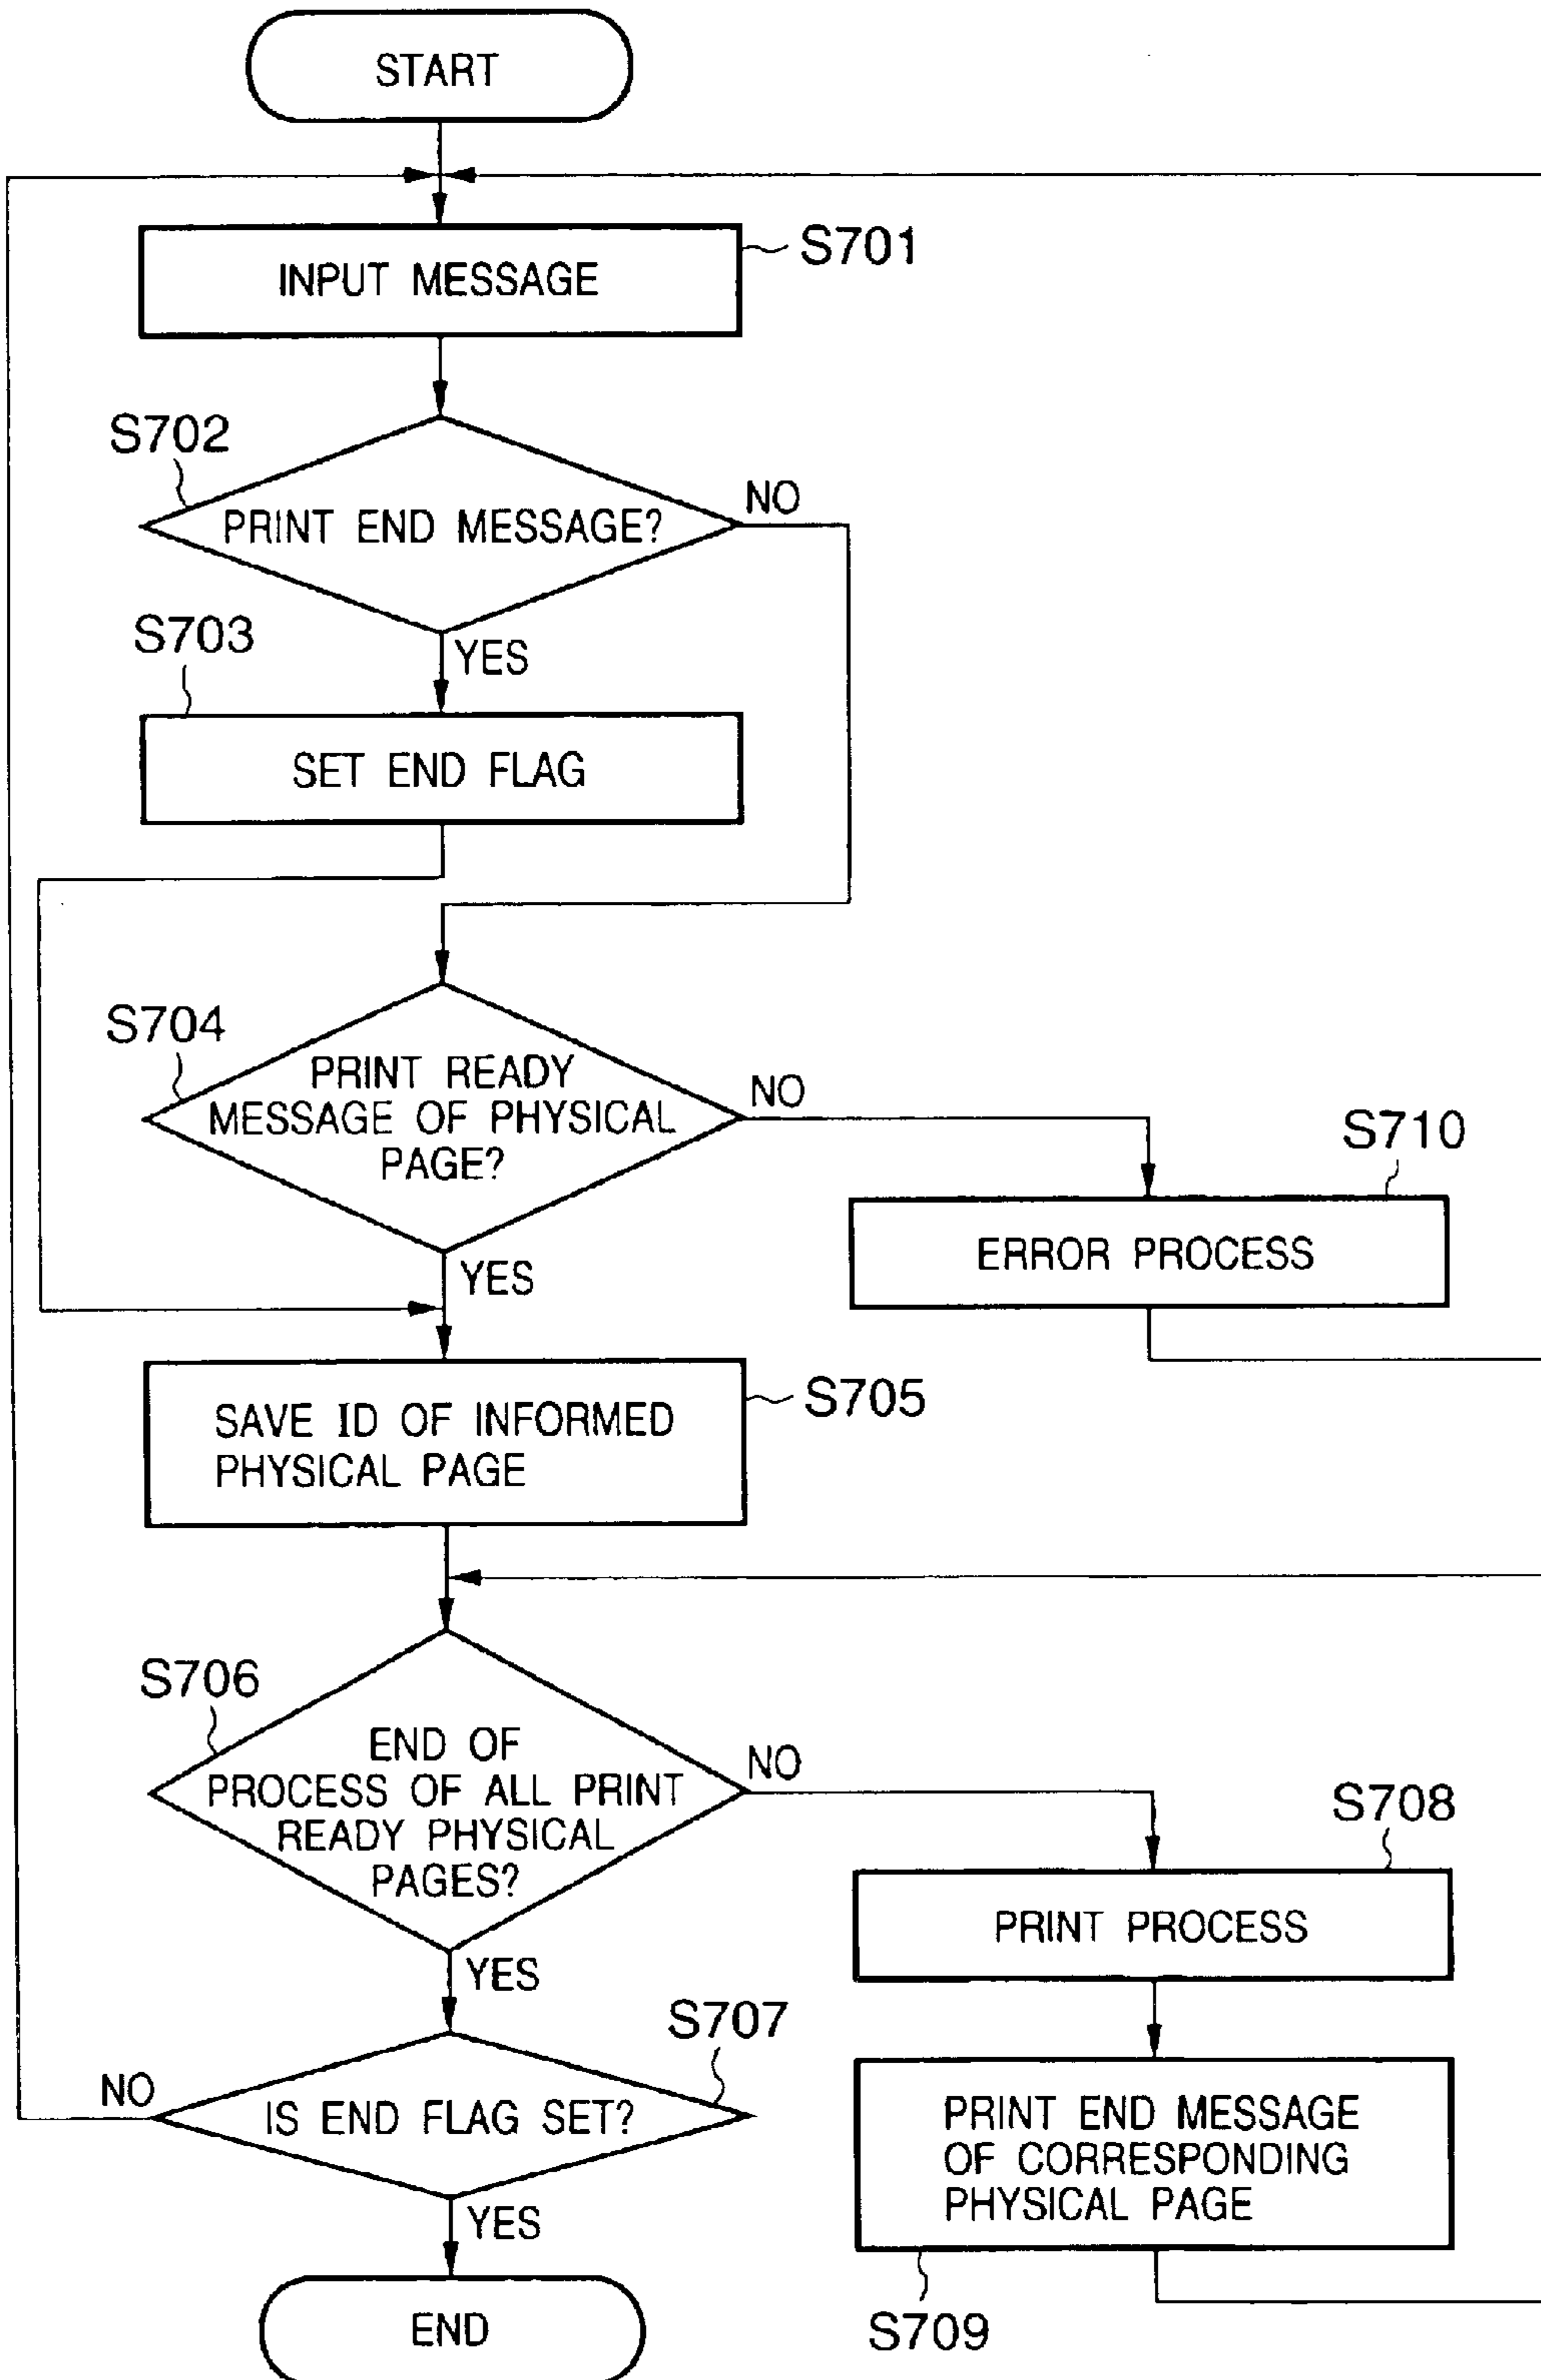 START
INPUT MESSAGE
S701
S702
PRINT END MESSAGE?
NO
YES
S703
SET END FLAG
S704
PRINT READY
MESSAGE OF PHYSICAL
PAGE?
NO
YES
S710
ERROR PROCESS
SAVE ID OF INFORMED
PHYSICAL PAGE
S705
S706
END OF
PROCESS OF ALL PRINT
READY PHYSICAL
PAGES?
NO
YES
S708
PRINT PROCESS
S707
IS END FLAG SET?
NO
YES
PRINT END MESSAGE
OF CORRESPONDING
PHYSICAL PAGE
S709
END